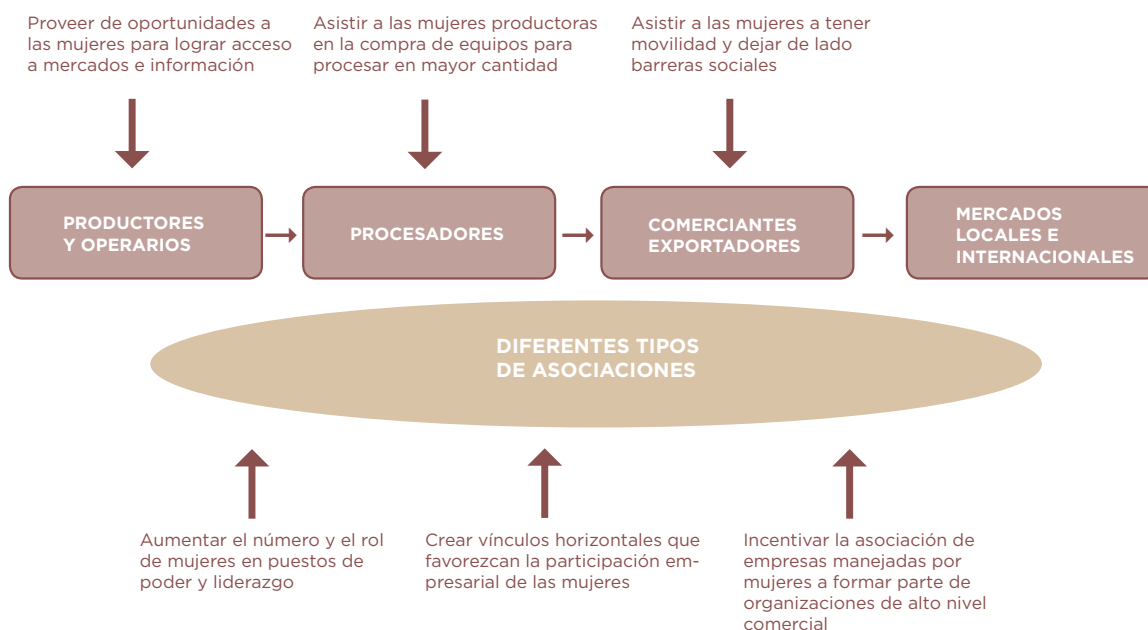 Proveer de oportunidades a
las mujeres para lograr acceso
a mercados e información
Asistir a las mujeres productoras
en la compra de equipos para
procesar en mayor cantidad
Asistir a las mujeres a tener
movilidad y dejar de lado
barreras sociales
PRODUCTORES
Y OPERARIOS
PROCESADORES
COMERCIANTES
EXPORTADORES
MERCADOS
LOCALES E
INTERNACIONALES
DIFERENTES TIPOS
DE ASOCIACIONES
Aumentar el número y el rol
de mujeres en puestos de
poder y liderazgo
Crear vínculos horizontales que
favorezcan la participación em-
presarial de las mujeres
Incentivar la asociación de
empresas manejadas por
mujeres a formar parte de
organizaciones de alto nivel
comercial